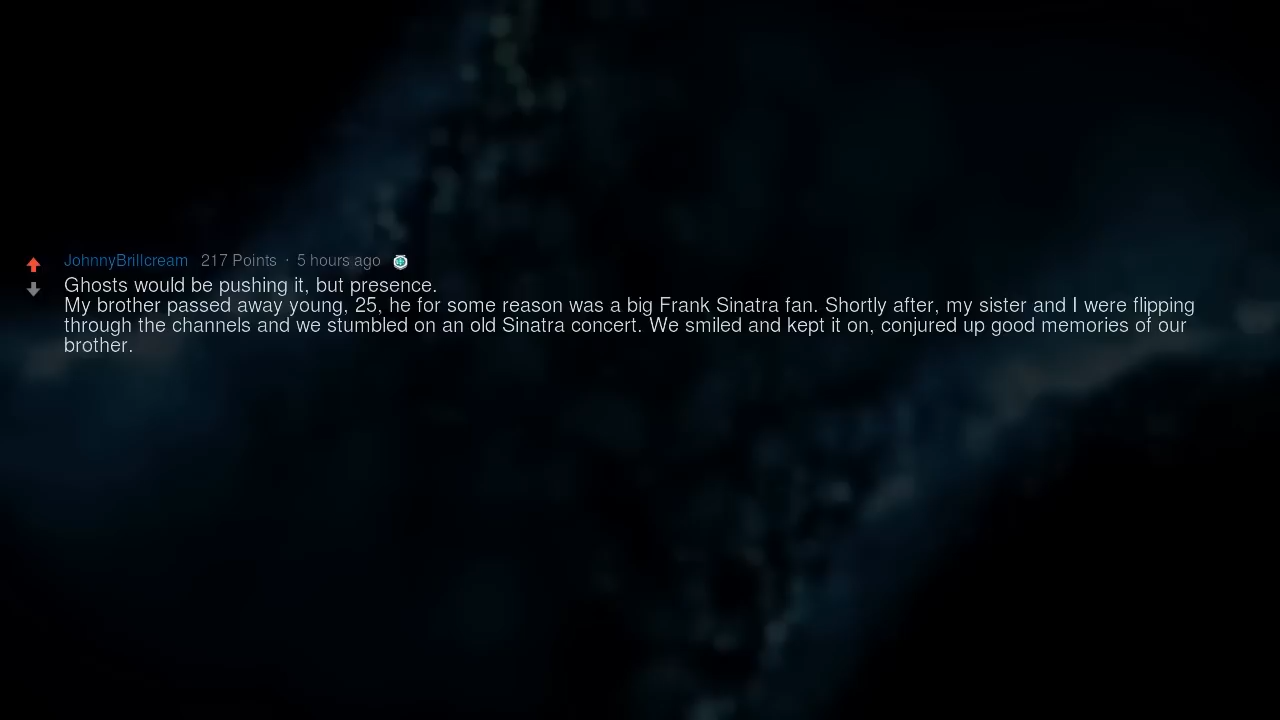 JohnnyBrillcream 217 Points · 5 hours ago
Ghosts would be pushing it, but presence.
My brother passed away young, 25, he for some reason was a big Frank Sinatra fan. Shortly after, my sister and I were flipping
through the channels and we stumbled on an old Sinatra concert. We smiled and kept it on, conjured up good memories of our
brother.